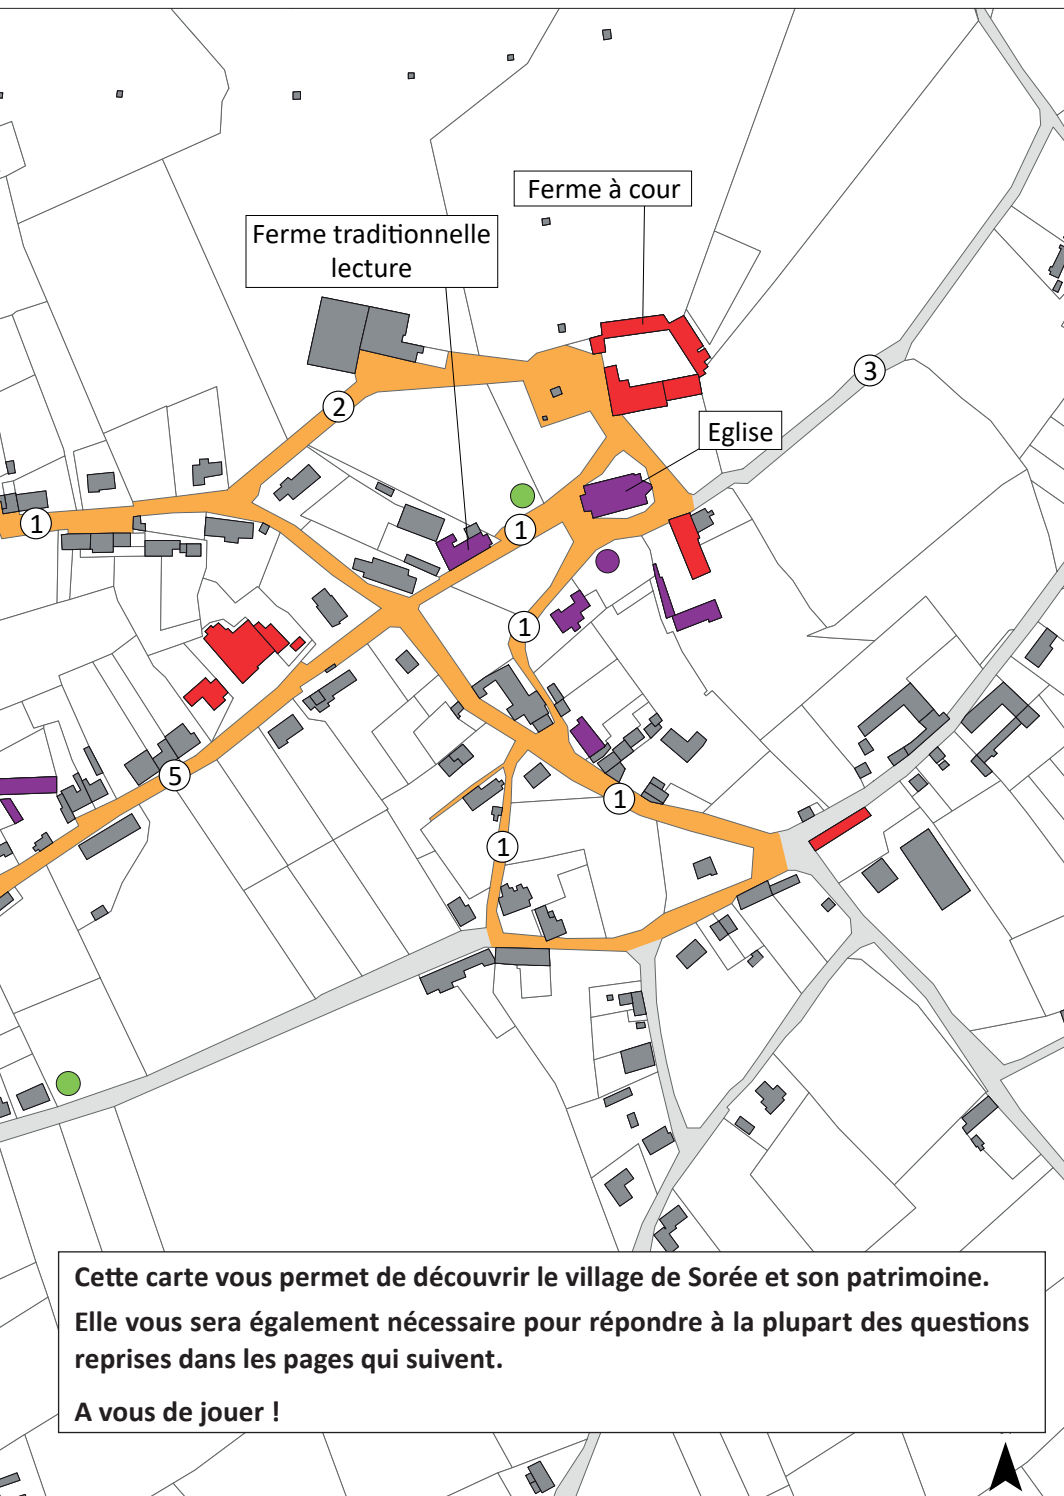 Ferme à cour
Ferme traditionnelle
lecture
3
2
Eglise
1
1
1
5
1
1
Cette carte vous permet de découvrir le village de Sorée et son patrimoine.
Elle vous sera également nécessaire pour répondre à la plupart des questions
reprises dans les pages qui suivent.
A vous de jouer !